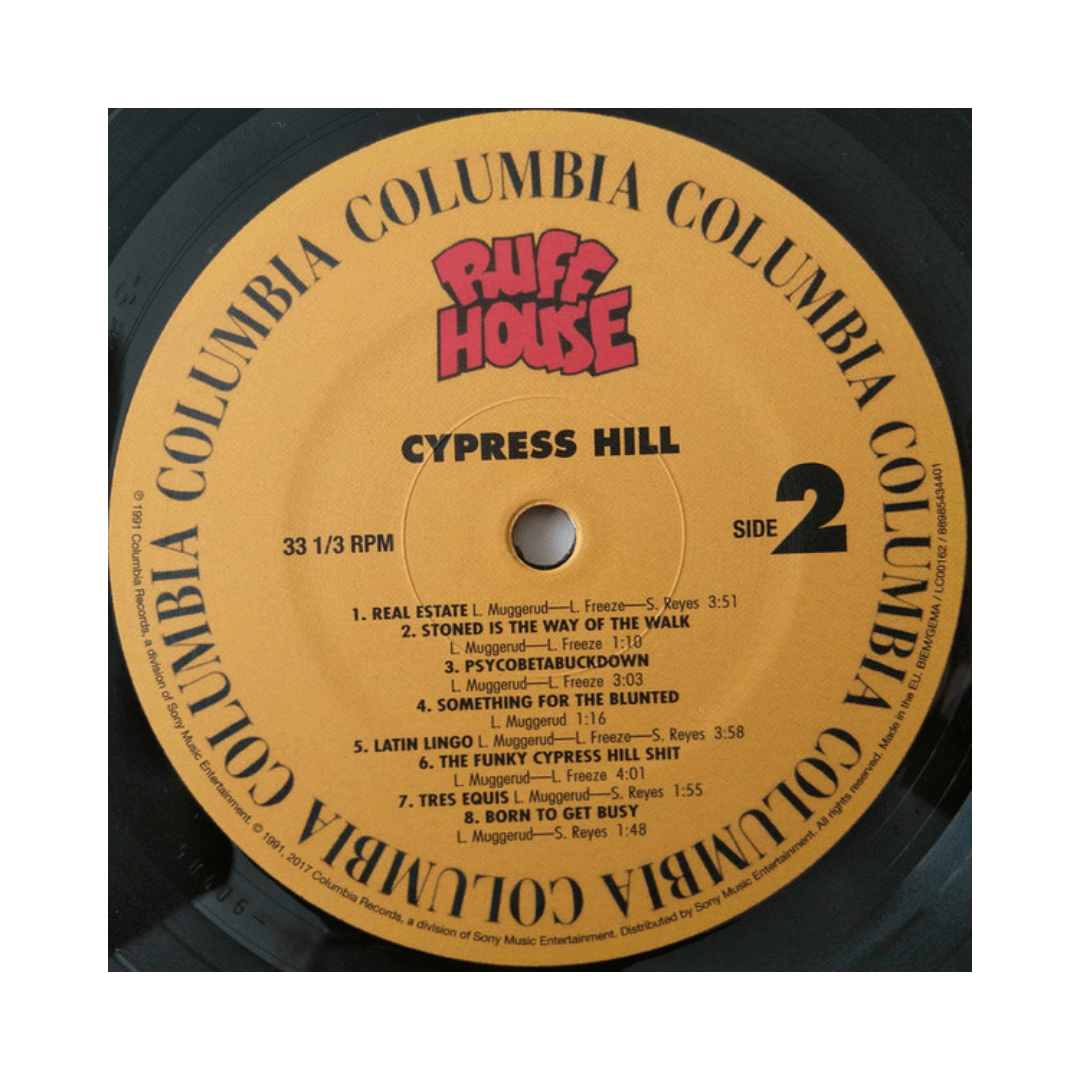 COLUMBIA COLUMBIA COLUMBIA COLUMBIA COLUMBIA COLUMBIA COLUMBIA COLUMBIA COLUMBIA
RUFF
HOUSE
CYPRESS HILL
33 1/3 RPM
SIDE 2
1. REAL ESTATE L. Muggerud—L. Freeze—S. Reyes 3:51
2. STONED IS THE WAY OF THE WALK
L. Muggerud—L. Freeze 1:10
3. PSYCOBETABUCKDOWN
L. Muggerud—L. Freeze 3:03
4. SOMETHING FOR THE BLUNTED
L. Muggerud 1:16
5. LATIN LINGO L. Muggerud—L. Freeze—S. Reyes 3:58
6. THE FUNKY CYPRESS HILL SHIT
L. Muggerud—L. Freeze 4:01
7. TRES EQUIS L. Muggerud—S. Reyes 1:55
8. BORN TO GET BUSY
L. Muggerud—S. Reyes 1:48
℗ 1991 Columbia Records, a division of Sony Music Entertainment. © 1991, 2017 Columbia Records, a division of Sony Music Entertainment. Distributed by Sony Music Entertainment. All rights reserved. Made in the EU. BIEM/GEMA / LC00162 / 88985434401